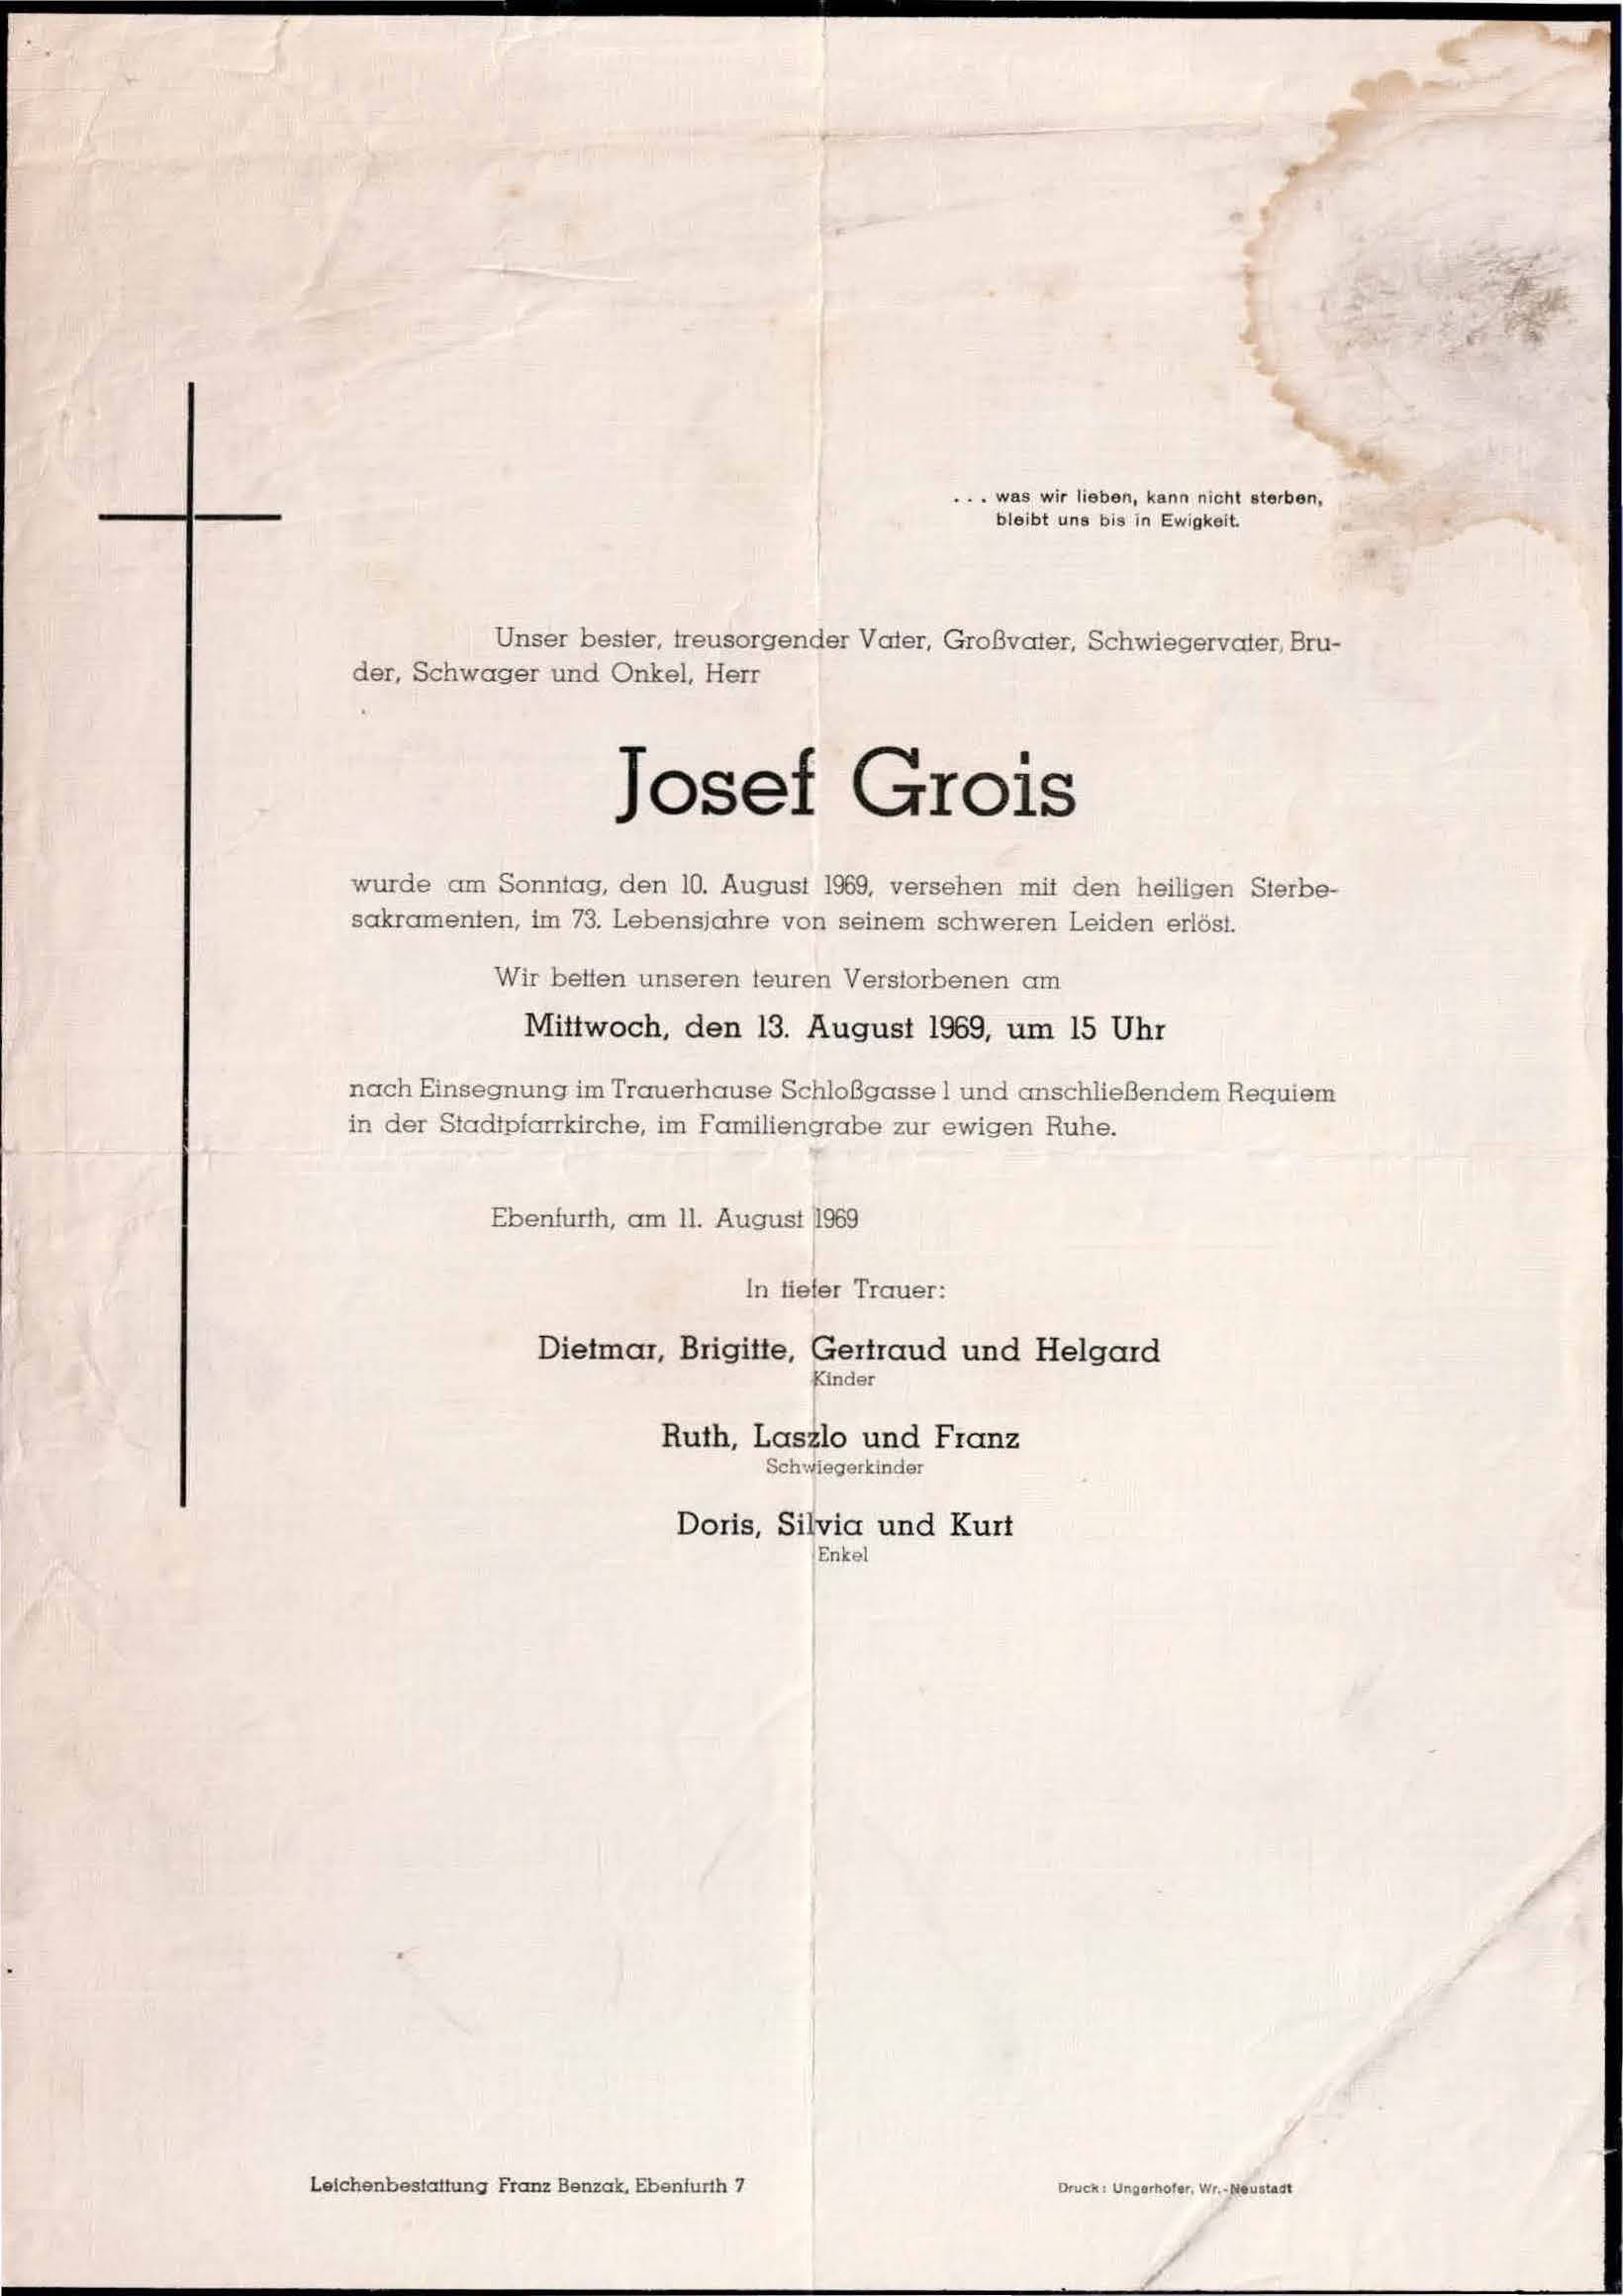 . . . was wir lieben, kann nicht sterben,
bleibt uns bis in Ewigkeit.
Unser bester, treusorgender Vater, Großvater, Schwiegervater, Bru-
der, Schwager und Onkel, Herr
Josef Grois
wurde am Sonntag, den 10. August 1969, versehen mit den heiligen Sterbe-
sakramenten, im 73. Lebensjahre von seinem schweren Leiden erlöst.
Wir betten unseren teuren Verstorbenen am
Mittwoch, den 13. August 1969, um 15 Uhr
nach Einsegnung im Trauerhause Schloßgasse 1 und anschließendem Requiem
in der Stadtpfarrkirche, im Familiengrabe zur ewigen Ruhe.
Ebenfurth, am 11. August 1969
In tiefer Trauer:
Dietmar, Brigitte, Gertraud und Helgard
Kinder
Ruth, Laszlo und Franz
Schwiegerkinder
Doris, Silvia und Kurt
Enkel
Leichenbestattung Franz Benzak, Ebenfurth 7
Druck: Ungerhofer, Wr.-Neustadt